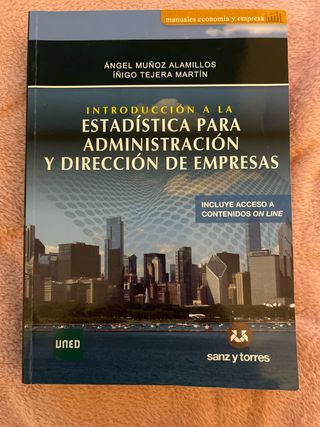 manuales economía y empresa útil
ÁNGEL MUÑOZ ALAMILLOS
ÍÑIGO TEJERA MARTÍN
INTRODUCCIÓN A LA
ESTADÍSTICA PARA
ADMINISTRACIÓN
Y DIRECCIÓN DE EMPRESAS
INCLUYE ACCESO A
CONTENIDOS ON LINE
UNED
sanz y torres